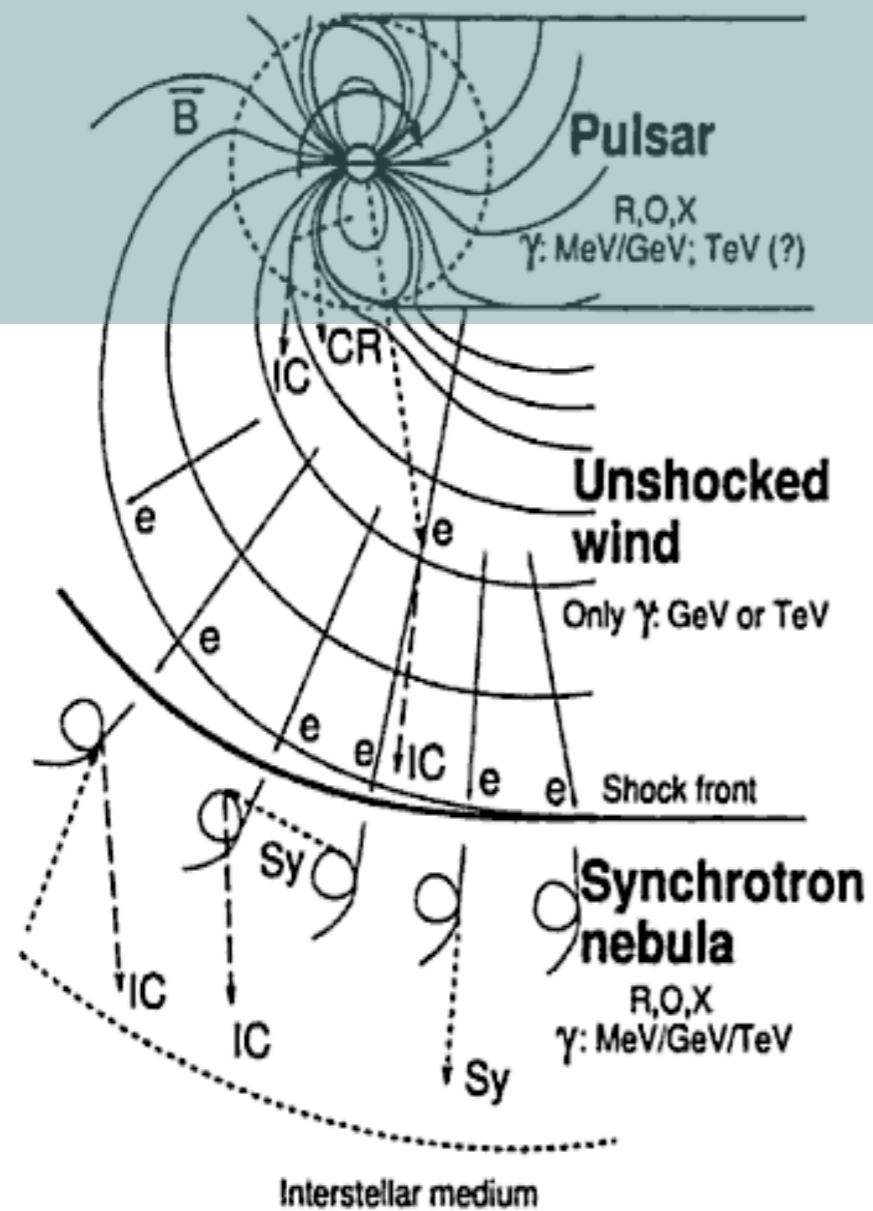 B
Pulsar
R,O,X
γ: MeV/GeV; TeV (?)
IC
CR
Unshocked
wind
Only γ: GeV or TeV
e
e
e
e
e
IC
e
e
Shock front
Sy
Synchrotron
nebula
R,O,X
γ: MeV/GeV/TeV
IC
IC
Sy
Interstellar medium